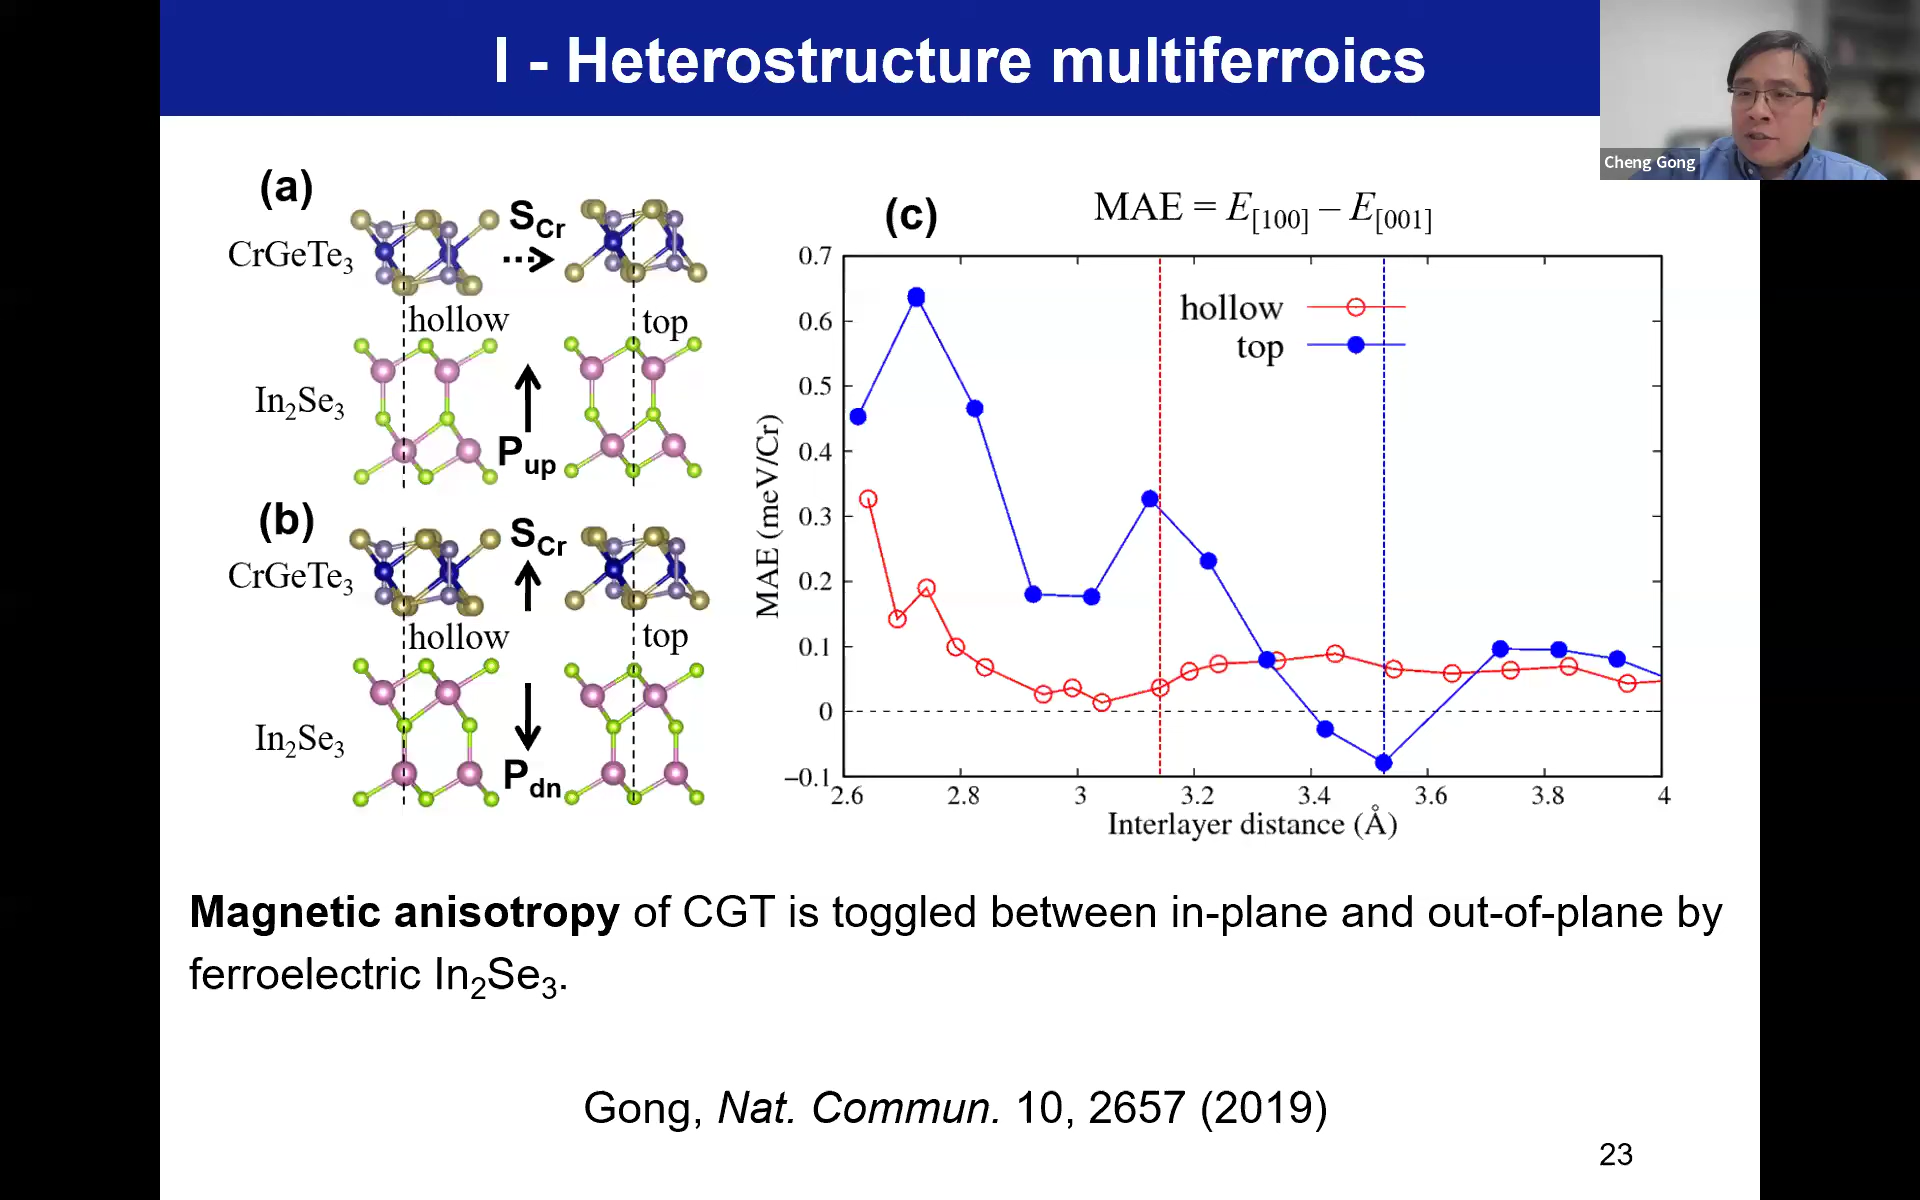 I - Heterostructure multiferroics
Cheng Gong
(a)
CrGeTe3
SCr
hollow
top
In2Se3
Pup
(b)
CrGeTe3
SCr
hollow
top
In2Se3
Pdn
(c)
MAE = E[100] – E[001]
hollow
top
MAE (meV/Cr)
0.7
0.6
0.5
0.4
0.3
0.2
0.1
0
−0.1
2.6 2.8 3 3.2 3.4 3.6 3.8 4
Interlayer distance (Å)
Magnetic anisotropy of CGT is toggled between in-plane and out-of-plane by
ferroelectric In2Se3.
Gong, Nat. Commun. 10, 2657 (2019)
23